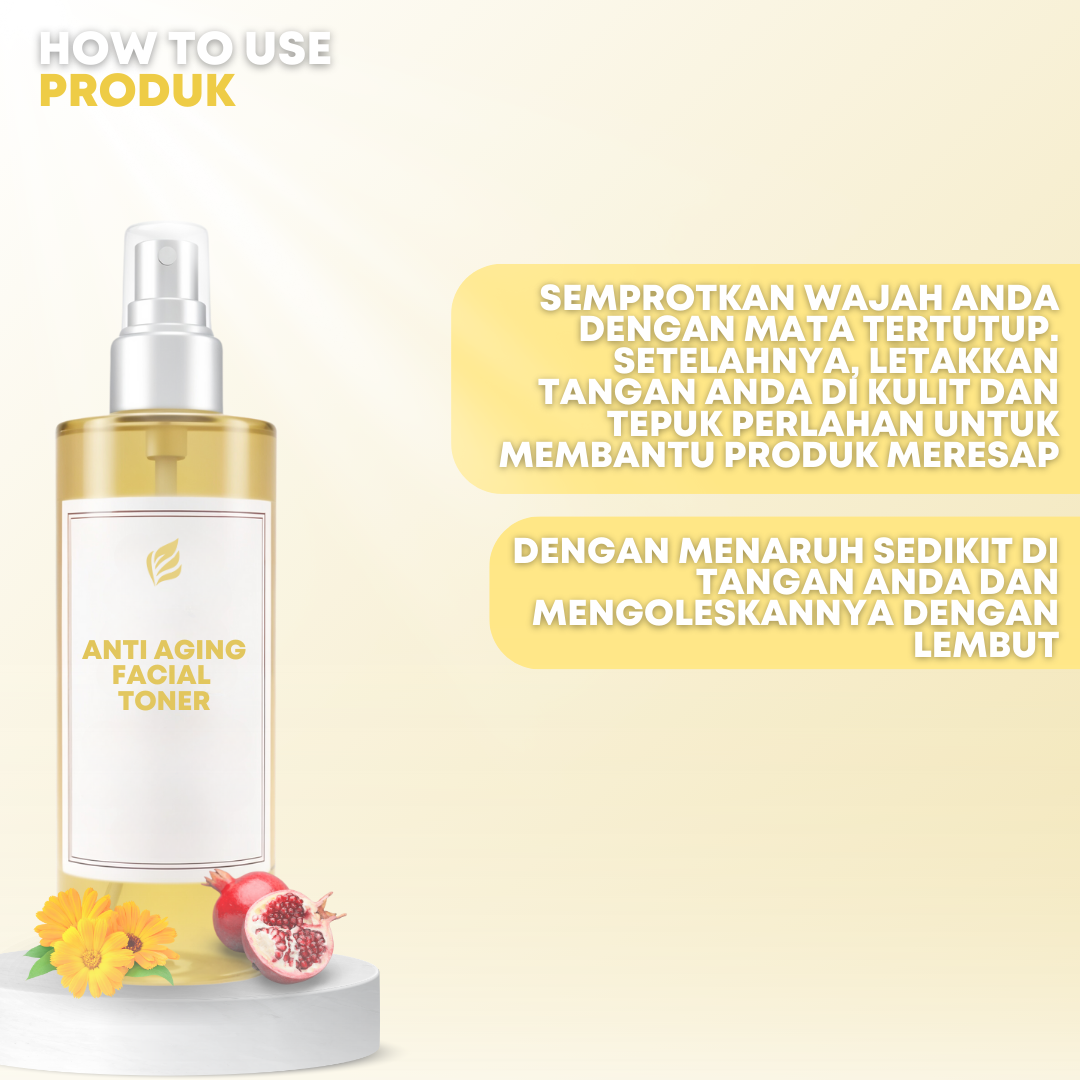 HOW TO USE
PRODUK
SEMPROTKAN WAJAH ANDA
DENGAN MATA TERTUTUP.
SETELAHNYA, LETAKKAN
TANGAN ANDA DI KULIT DAN
TEPUK PERLAHAN UNTUK
MEMBANTU PRODUK MERESAP
DENGAN MENARUH SEDIKIT DI
TANGAN ANDA DAN
MENGOLESKANNYA DENGAN
LEMBUT
ANTI AGING
FACIAL
TONER